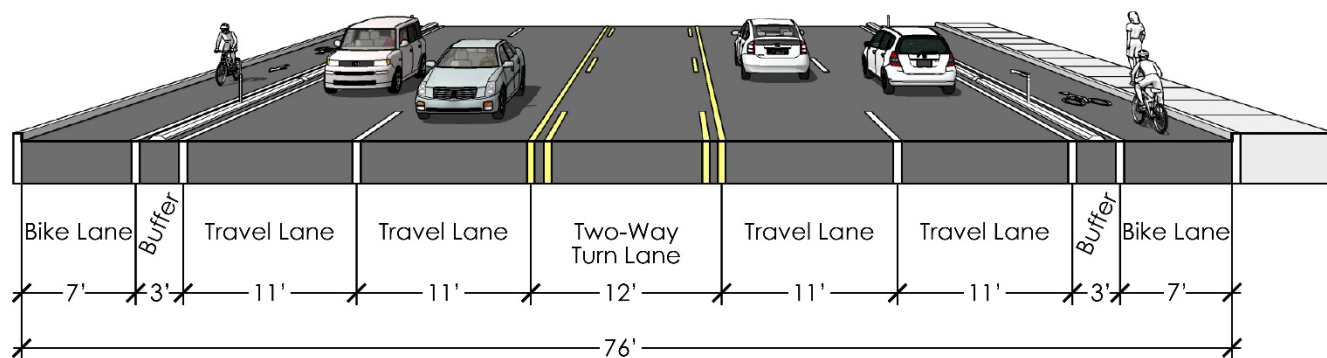 Bike Lane
Buffer
Travel Lane
Travel Lane
Two-Way
Turn Lane
Travel Lane
Travel Lane
Buffer
Bike Lane
7'
3'
11'
11'
12'
11'
11'
3'
7'
76'